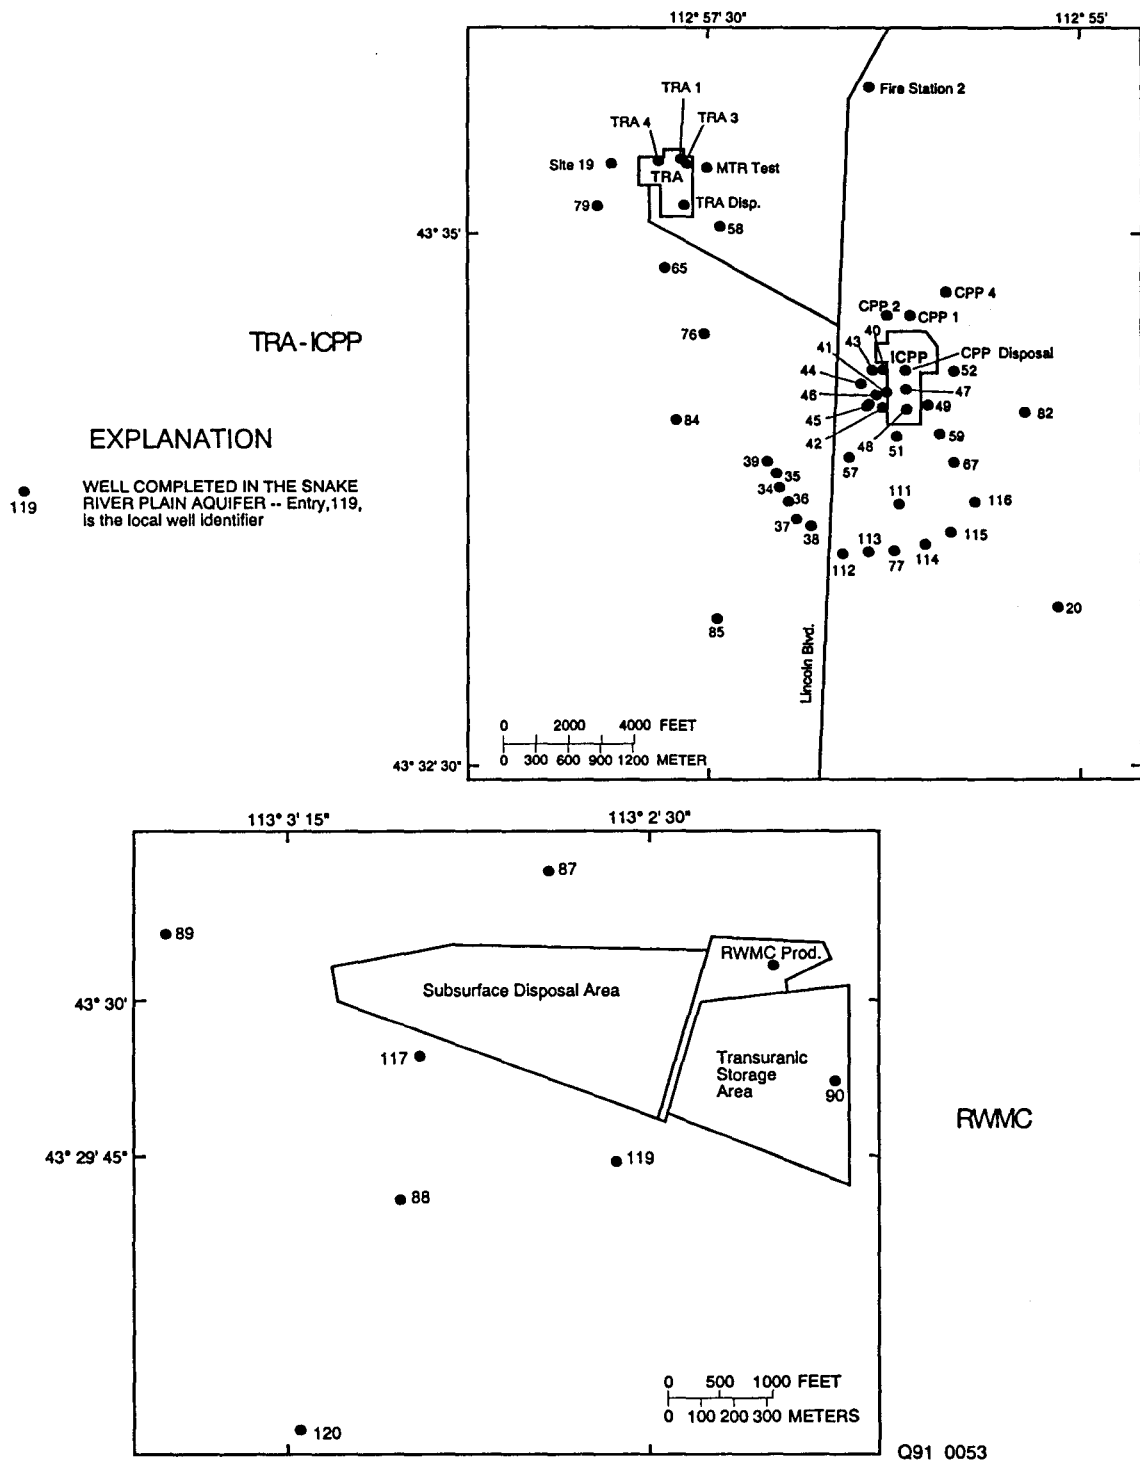 112° 57' 30"
112° 55'
Fire Station 2
TRA 1
TRA 4
TRA 3
Site 19
TRA
MTR Test
79
TRA Disp.
58
43° 35'
65
CPP 4
CPP 2
CPP 1
TRA-ICPP
76
40
41
43
ICPP
CPP Disposal
44
52
46
47
45
49
82
84
42
48
59
EXPLANATION
51
39
57
67
35
34
119
WELL COMPLETED IN THE SNAKE
RIVER PLAIN AQUIFER -- Entry,119,
is the local well identifier
36
111
116
37
38
113
115
112
77
114
20
85
Lincoln Blvd.
0 2000 4000 FEET
0 300 600 900 1200 METER
43° 32' 30"
113° 3' 15"
113° 2' 30"
87
89
RWMC Prod.
Subsurface Disposal Area
43° 30'
117
Transuranic
Storage
Area
90
RWMC
43° 29' 45"
119
88
0 500 1000 FEET
0 100 200 300 METERS
120
Q91 0053